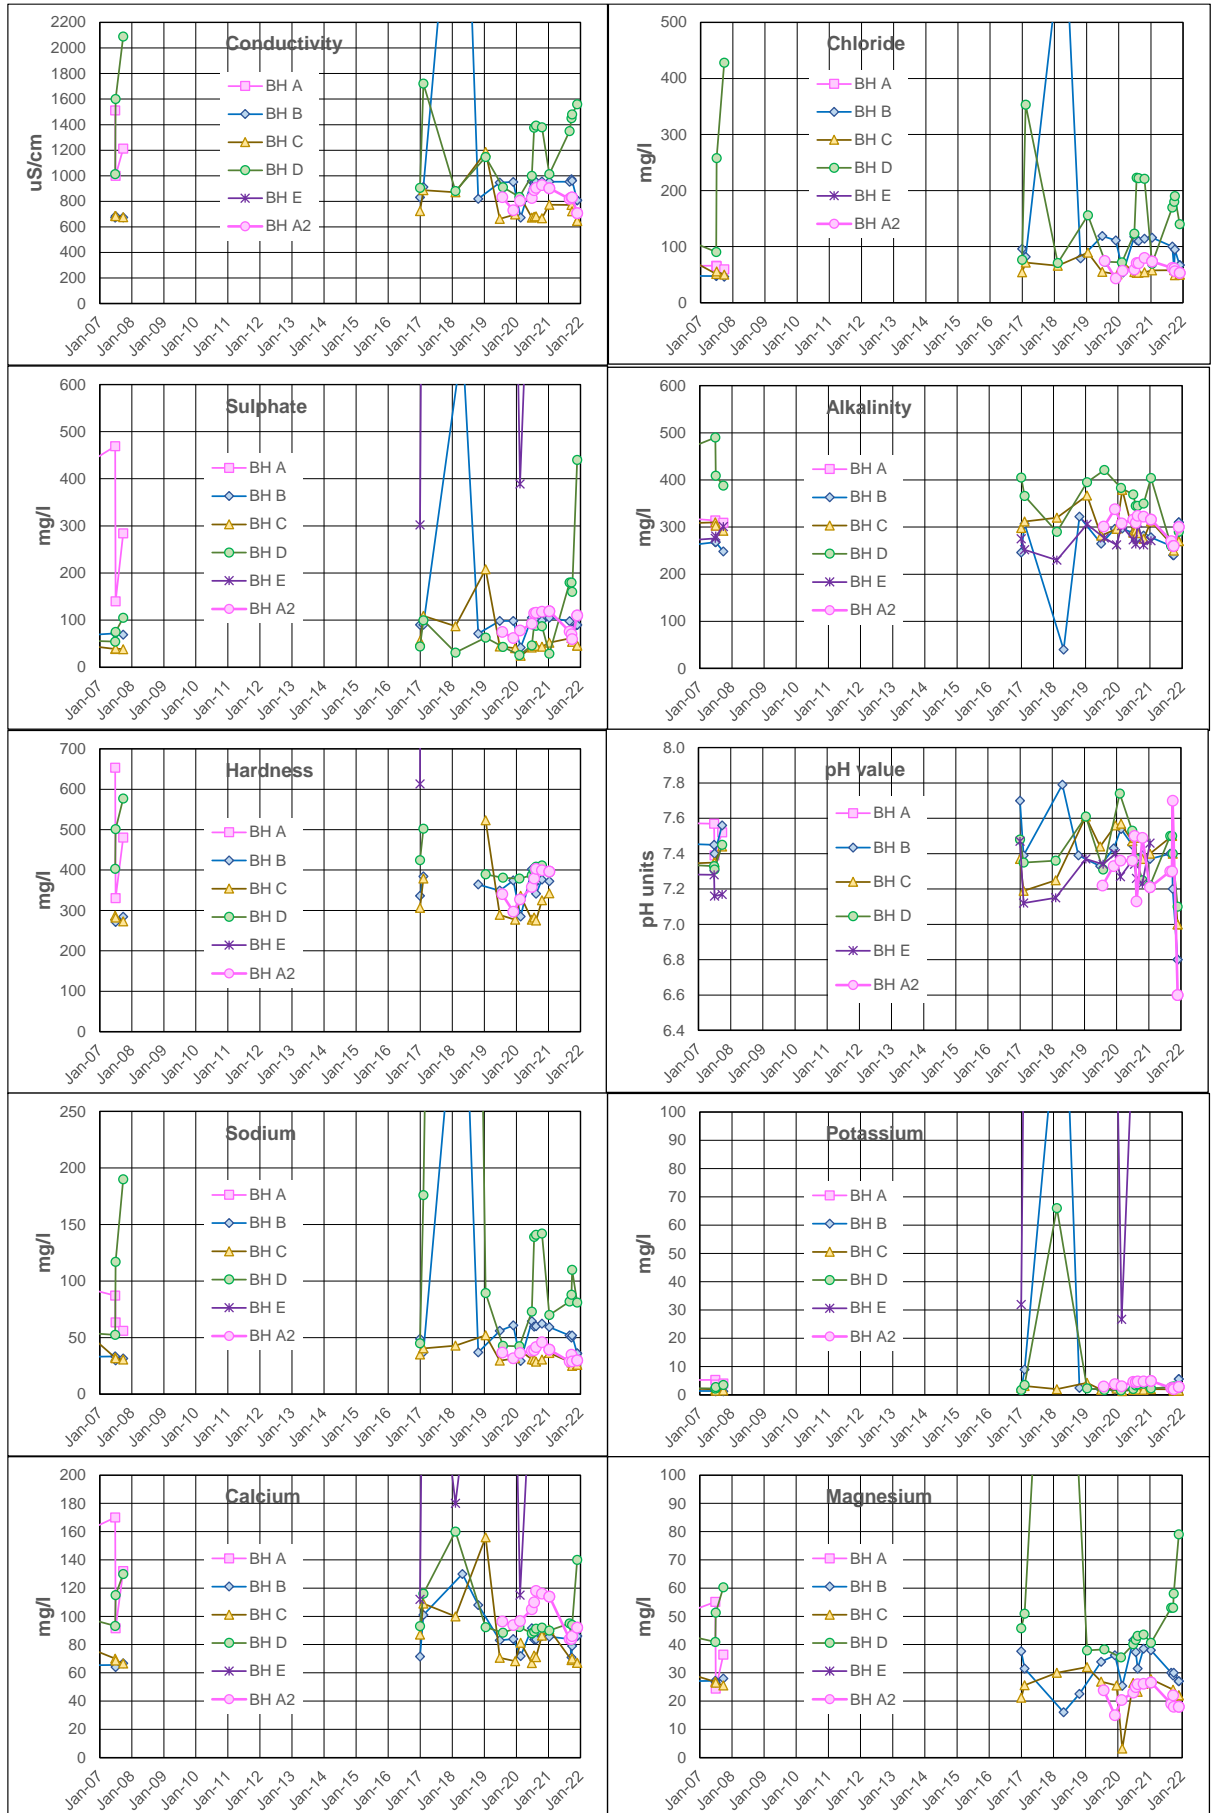 Conductivity
uS/cm
2200
2000
1800
1600
1400
1200
1000
800
600
400
200
0
BH A
BH B
BH C
BH D
BH E
BH A2
Jan-07 Jan-08 Jan-09 Jan-10 Jan-11 Jan-12 Jan-13 Jan-14 Jan-15 Jan-16 Jan-17 Jan-18 Jan-19 Jan-20 Jan-21 Jan-22
Chloride
mg/l
500
400
300
200
100
0
BH A
BH B
BH C
BH D
BH E
BH A2
Jan-07 Jan-08 Jan-09 Jan-10 Jan-11 Jan-12 Jan-13 Jan-14 Jan-15 Jan-16 Jan-17 Jan-18 Jan-19 Jan-20 Jan-21 Jan-22
Sulphate
mg/l
600
500
400
300
200
100
0
BH A
BH B
BH C
BH D
BH E
BH A2
Jan-07 Jan-08 Jan-09 Jan-10 Jan-11 Jan-12 Jan-13 Jan-14 Jan-15 Jan-16 Jan-17 Jan-18 Jan-19 Jan-20 Jan-21 Jan-22
Alkalinity
mg/l
600
500
400
300
200
100
0
BH A
BH B
BH C
BH D
BH E
BH A2
Jan-07 Jan-08 Jan-09 Jan-10 Jan-11 Jan-12 Jan-13 Jan-14 Jan-15 Jan-16 Jan-17 Jan-18 Jan-19 Jan-20 Jan-21 Jan-22
Hardness
mg/l
700
600
500
400
300
200
100
0
BH A
BH B
BH C
BH D
BH E
BH A2
Jan-07 Jan-08 Jan-09 Jan-10 Jan-11 Jan-12 Jan-13 Jan-14 Jan-15 Jan-16 Jan-17 Jan-18 Jan-19 Jan-20 Jan-21 Jan-22
pH value
pH units
8.0
7.8
7.6
7.4
7.2
7.0
6.8
6.6
6.4
BH A
BH B
BH C
BH D
BH E
BH A2
Jan-07 Jan-08 Jan-09 Jan-10 Jan-11 Jan-12 Jan-13 Jan-14 Jan-15 Jan-16 Jan-17 Jan-18 Jan-19 Jan-20 Jan-21 Jan-22
Sodium
mg/l
250
200
150
100
50
0
BH A
BH B
BH C
BH D
BH E
BH A2
Jan-07 Jan-08 Jan-09 Jan-10 Jan-11 Jan-12 Jan-13 Jan-14 Jan-15 Jan-16 Jan-17 Jan-18 Jan-19 Jan-20 Jan-21 Jan-22
Potassium
mg/l
100
90
80
70
60
50
40
30
20
10
0
BH A
BH B
BH C
BH D
BH E
BH A2
Jan-07 Jan-08 Jan-09 Jan-10 Jan-11 Jan-12 Jan-13 Jan-14 Jan-15 Jan-16 Jan-17 Jan-18 Jan-19 Jan-20 Jan-21 Jan-22
Calcium
mg/l
200
180
160
140
120
100
80
60
40
20
0
BH A
BH B
BH C
BH D
BH E
BH A2
Jan-07 Jan-08 Jan-09 Jan-10 Jan-11 Jan-12 Jan-13 Jan-14 Jan-15 Jan-16 Jan-17 Jan-18 Jan-19 Jan-20 Jan-21 Jan-22
Magnesium
mg/l
100
90
80
70
60
50
40
30
20
10
0
BH A
BH B
BH C
BH D
BH E
BH A2
Jan-07 Jan-08 Jan-09 Jan-10 Jan-11 Jan-12 Jan-13 Jan-14 Jan-15 Jan-16 Jan-17 Jan-18 Jan-19 Jan-20 Jan-21 Jan-22